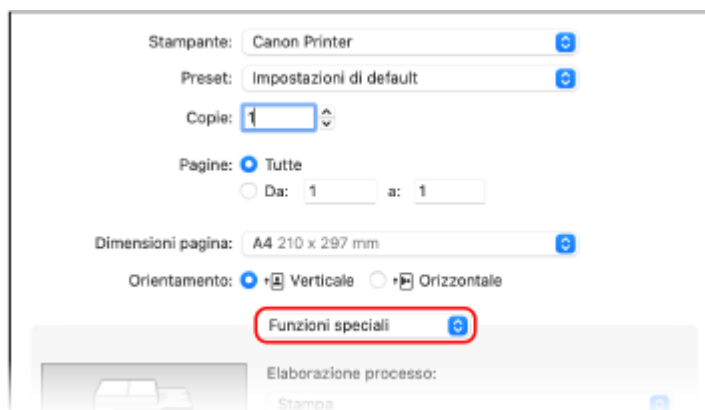 Stampante: Canon Printer
Preset: Impostazioni di default
Copie: 1
Pagine: Tutte
Da: 1 a: 1
Dimensioni pagina: A4 210 x 297 mm
Orientamento: Verticale Orizzontale
Funzioni speciali
Elaborazione processo:
Stampa